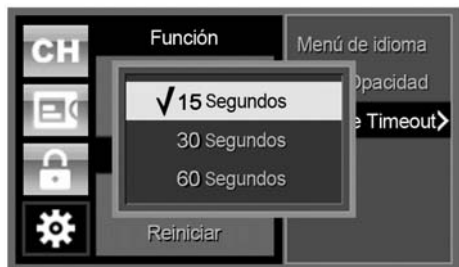 CH
Función
Reiniciar
√ 15 Segundos
30 Segundos
60 Segundos
Menú de idioma
Opacidad
e Timeout>